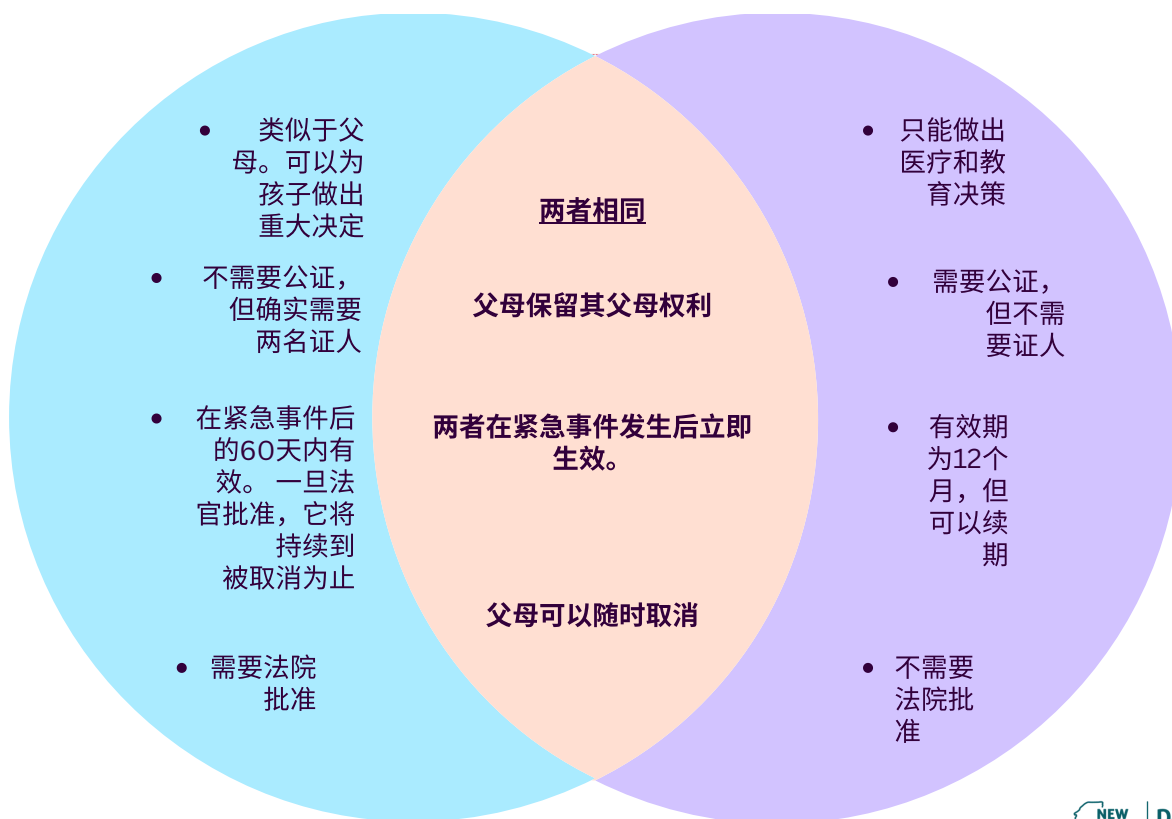 • 类似于父
母。可以为
孩子做出
重大决定
• 不需要公证，
但确实需要
两名证人
• 在紧急事件后
的60天内有
效。 一旦法
官批准，它将
持续到
被取消为止
• 需要法院
批准
两者相同
父母保留其父母权利
两者在紧急事件发生后立即
生效。
父母可以随时取消
• 只能做出
医疗和教
育决策
• 需要公证，
但不需
要证人
• 有效期
为12个
月，但
可以续
期
• 不需要
法院批
准
NEW